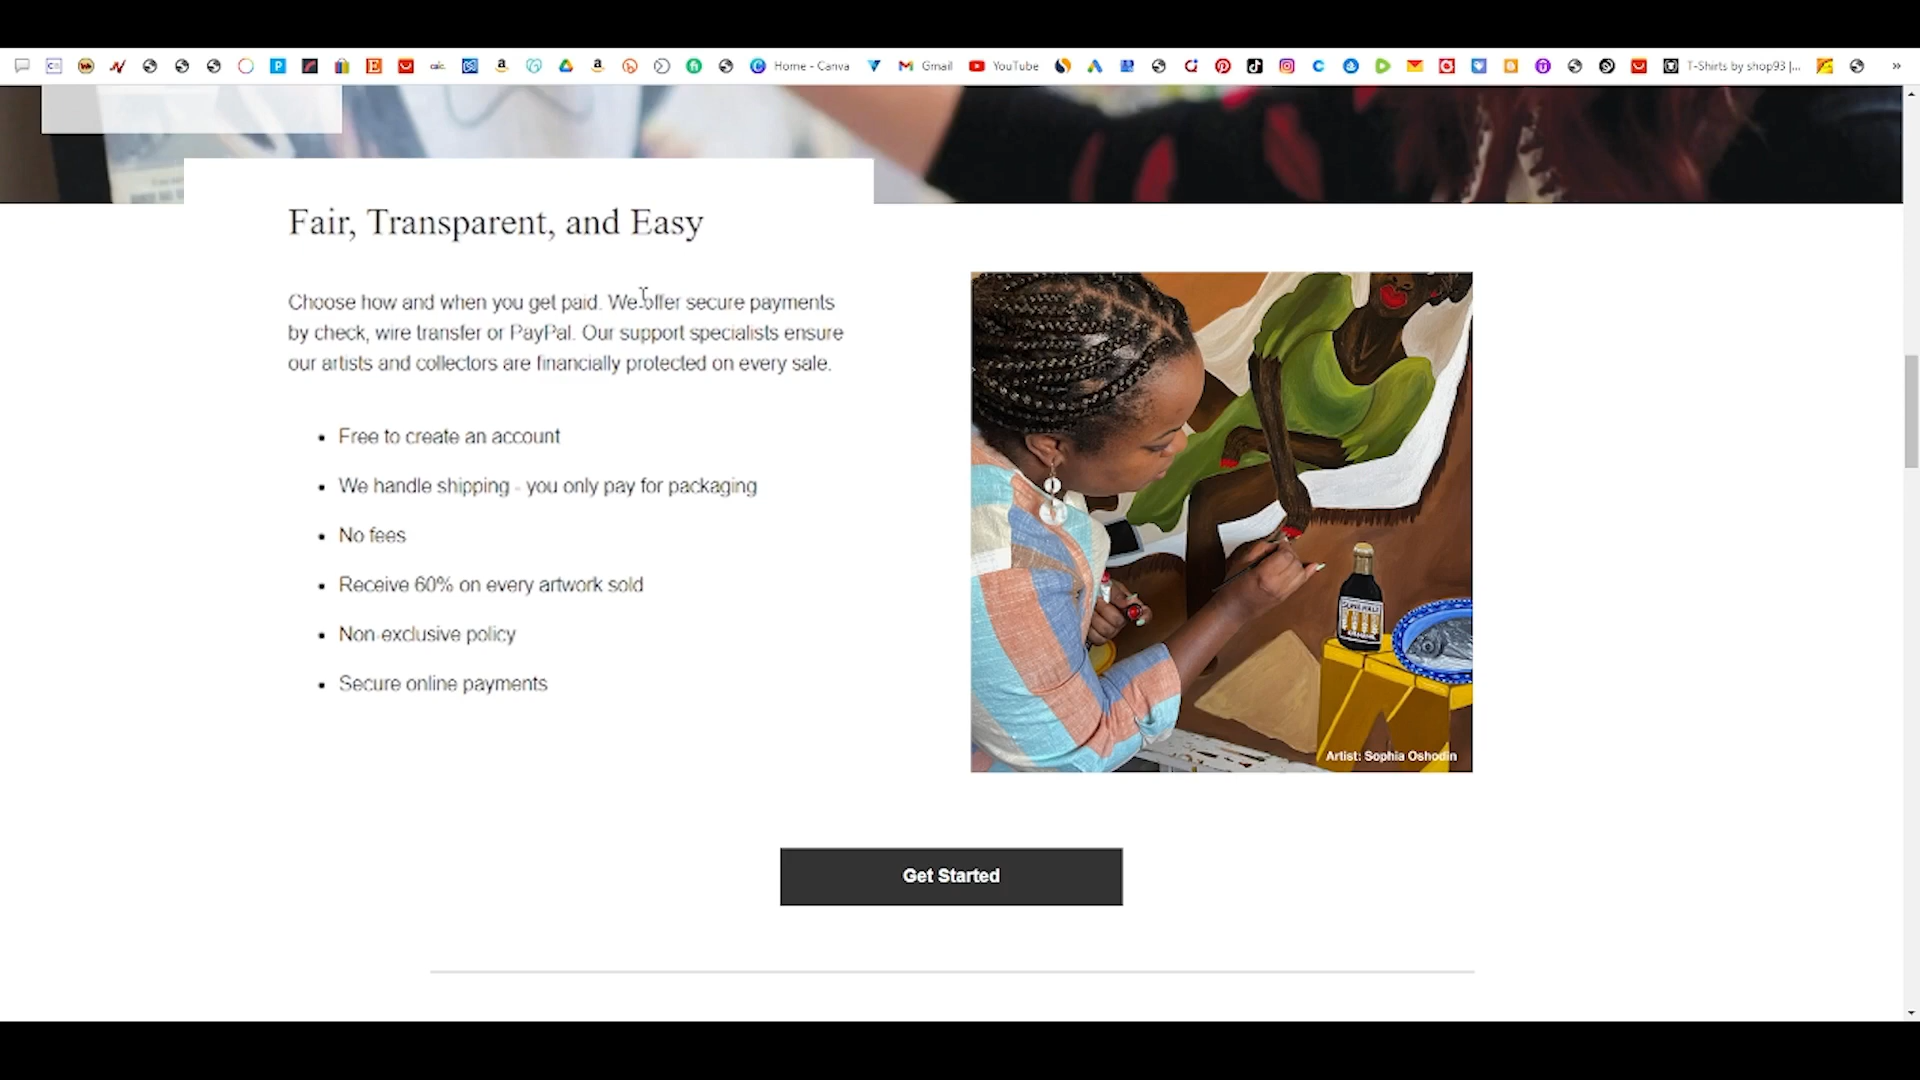 Home - Canva
Gmail
YouTube
T-Shirts by shop93 |...
Fair, Transparent, and Easy
Choose how and when you get paid. We offer secure payments
by check, wire transfer or PayPal. Our support specialists ensure
our artists and collectors are financially protected on every sale.
• Free to create an account
• We handle shipping - you only pay for packaging
• No fees
• Receive 60% on every artwork sold
• Non-exclusive policy
• Secure online payments
Artist: Sophia Oshodin
Get Started